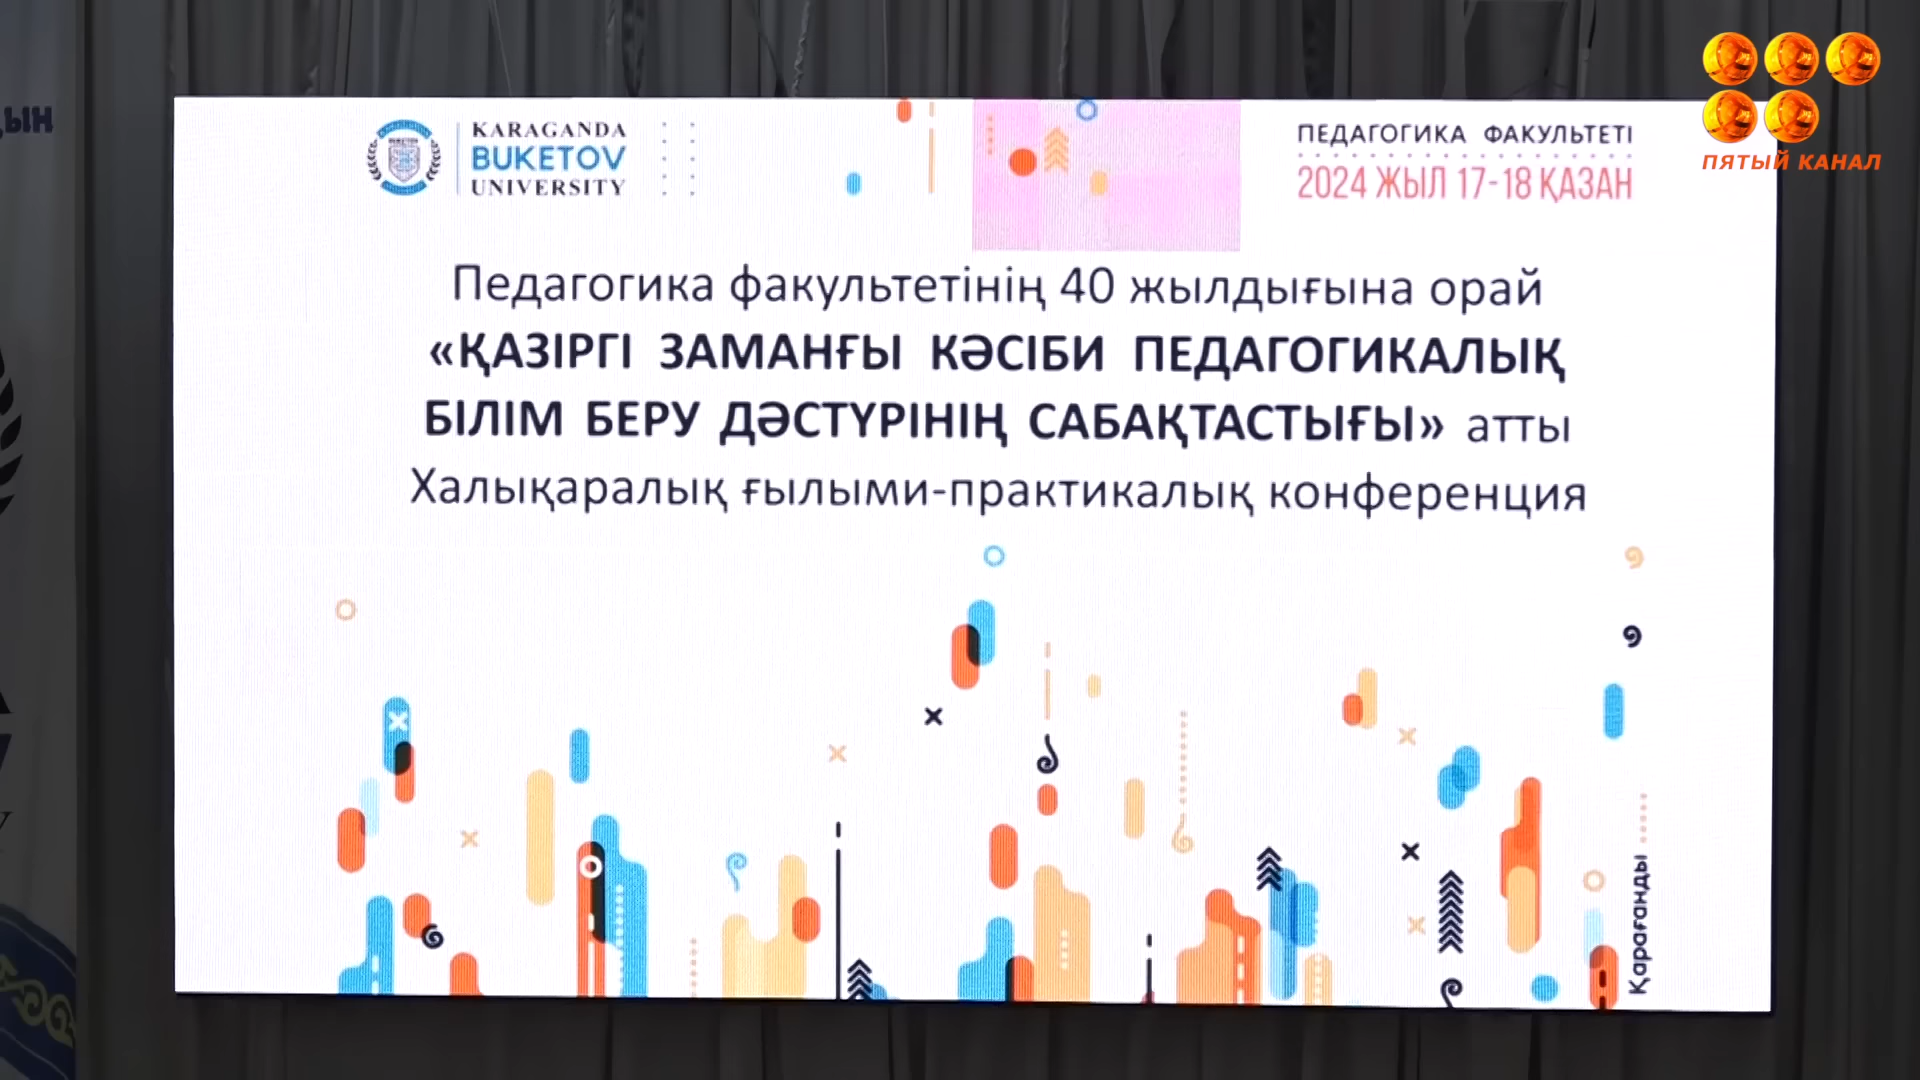 ЫН
KARAGANDA
BUKETOV
UNIVERSITY
ПЕДАГОГИКА ФАКУЛЬТЕТІ
2024 ЖЫЛ 17-18 ҚАЗАН
ПЯТЫЙ КАНАЛ
Педагогика факультетінің 40 жылдығына орай
«ҚАЗІРГІ ЗАМАНҒЫ КӘСІБИ ПЕДАГОГИКАЛЫҚ
БІЛІМ БЕРУ ДӘСТҮРІНІҢ САБАҚТАСТЫҒЫ» атты
Халықаралық ғылыми-практикалық конференция
Қарағанды